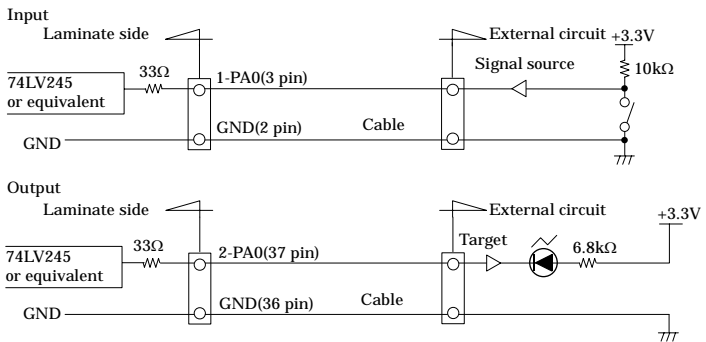 Input
Laminate side
External circuit
+3.3V
33Ω
1-PA0(3 pin)
Signal source
10kΩ
74LV245
or equivalent
GND
GND(2 pin)
Cable
Output
Laminate side
External circuit
+3.3V
33Ω
2-PA0(37 pin)
Target
6.8kΩ
74LV245
or equivalent
GND
GND(36 pin)
Cable